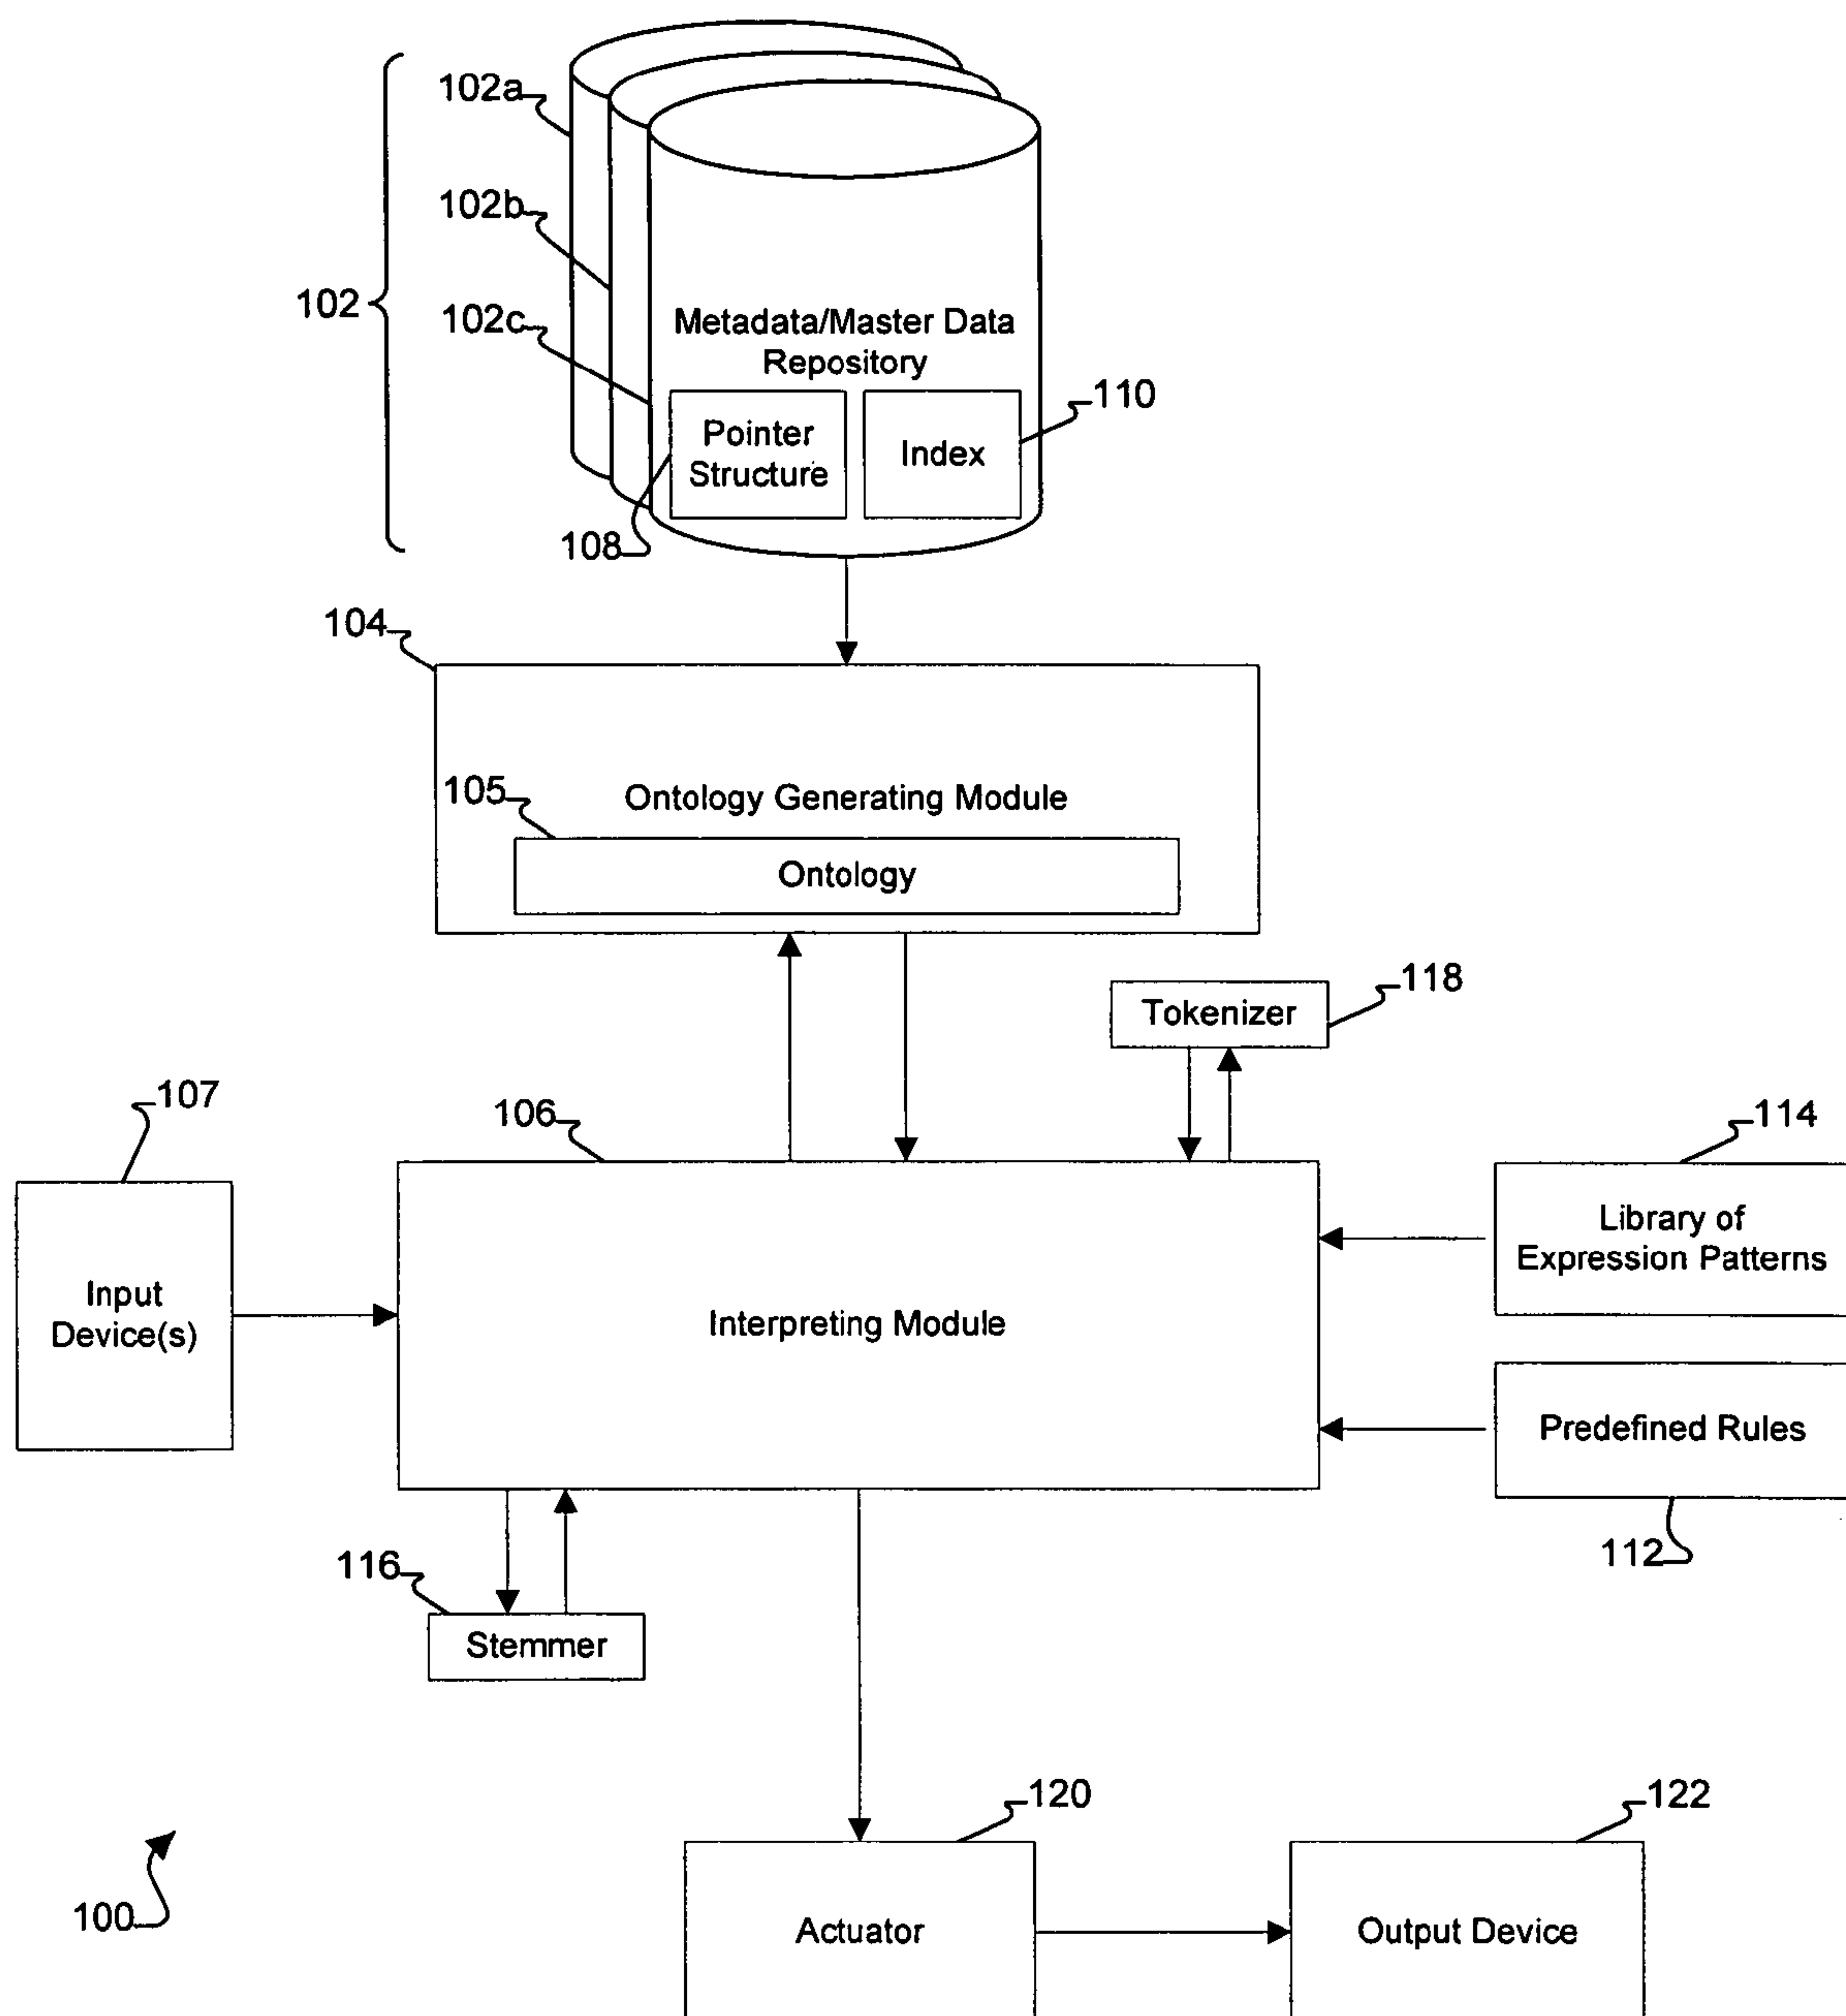 102a
102b
102
102c
Metadata/Master Data
Repository
110
Pointer
Structure
Index
108
104
105
Ontology Generating Module
Ontology
118
Tokenizer
107
106
114
Input
Device(s)
Interpreting Module
Library of
Expression Patterns
Predefined Rules
112
116
Stemmer
120
122
100
Actuator
Output Device